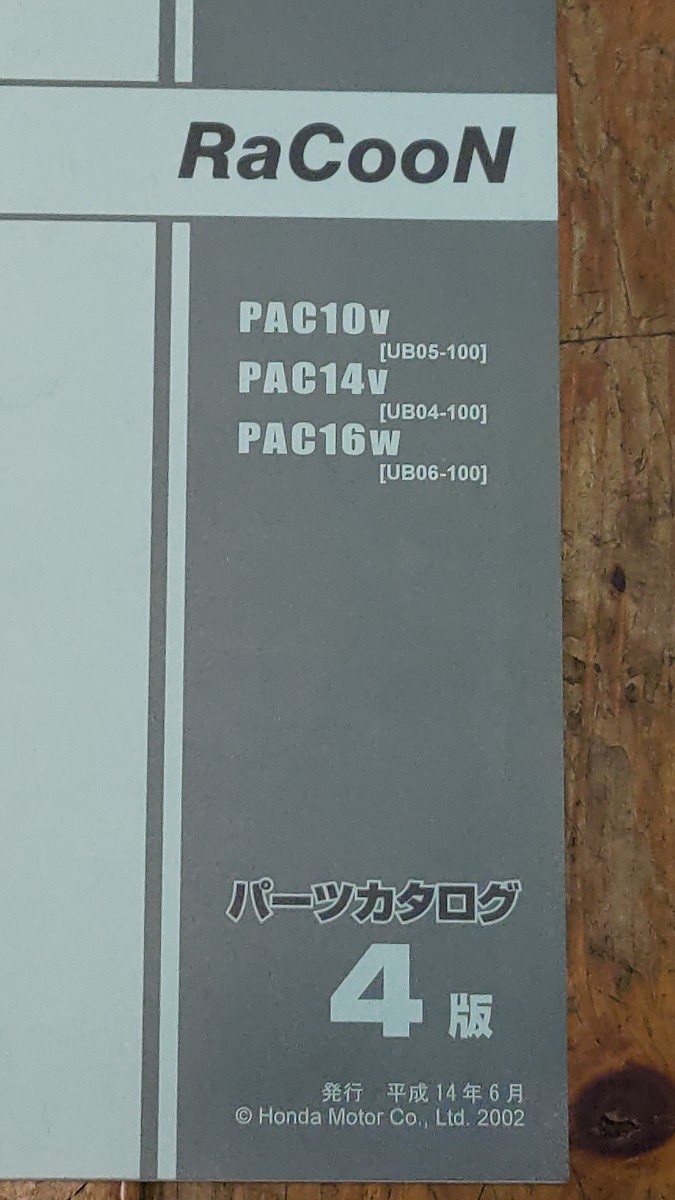 RaCooN
PAC10V
[UB05-100]
PAC14V
[UB04-100]
PAC16W
[UB06-100]
パーツカタログ
4版
発行 平成14年6月
© Honda Motor Co., Ltd. 2002